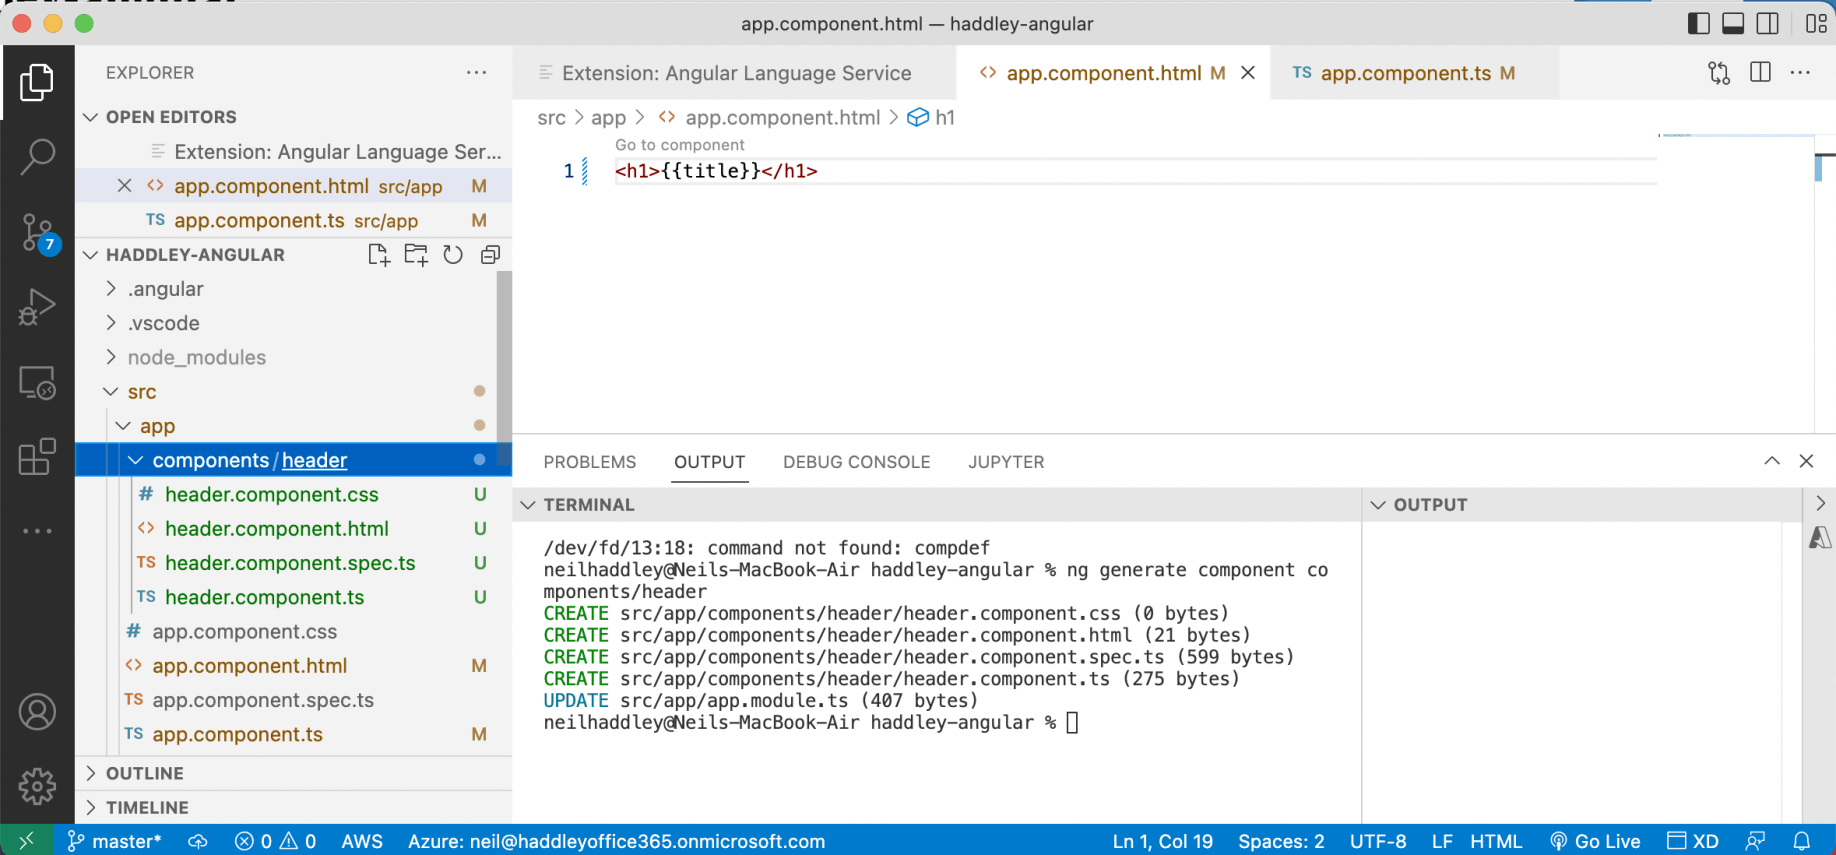 app.component.html — haddley-angular
EXPLORER
OPEN EDITORS
Extension: Angular Language Ser...
app.component.html src/app M
TS app.component.ts src/app M
HADDLEY-ANGULAR
.angular
.vscode
node_modules
src
app
components / header
# header.component.css U
<> header.component.html U
TS header.component.spec.ts U
TS header.component.ts U
# app.component.css
<> app.component.html M
TS app.component.spec.ts
TS app.component.ts M
OUTLINE
TIMELINE
7
Extension: Angular Language Service
<> app.component.html M
TS app.component.ts M
src > app > <> app.component.html > h1
Go to component
1 <h1>{{title}}</h1>
PROBLEMS OUTPUT DEBUG CONSOLE JUPYTER
TERMINAL
/dev/fd/13:18: command not found: compdef
neilhaddley@Neils-MacBook-Air haddley-angular % ng generate component co
mponents/header
CREATE src/app/components/header/header.component.css (0 bytes)
CREATE src/app/components/header/header.component.html (21 bytes)
CREATE src/app/components/header/header.component.spec.ts (599 bytes)
CREATE src/app/components/header/header.component.ts (275 bytes)
UPDATE src/app/app.module.ts (407 bytes)
neilhaddley@Neils-MacBook-Air haddley-angular %
OUTPUT
master* 0 0 AWS Azure: neil@haddleyoffice365.onmicrosoft.com Ln 1, Col 19 Spaces: 2 UTF-8 LF HTML Go Live XD